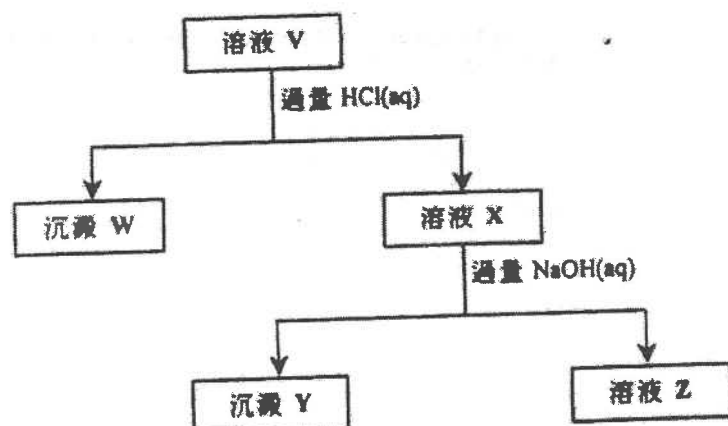 溶液 V
過量 HCl(aq)
沉澱 W
溶液 X
過量 NaOH(aq)
沉澱 Y
溶液 Z